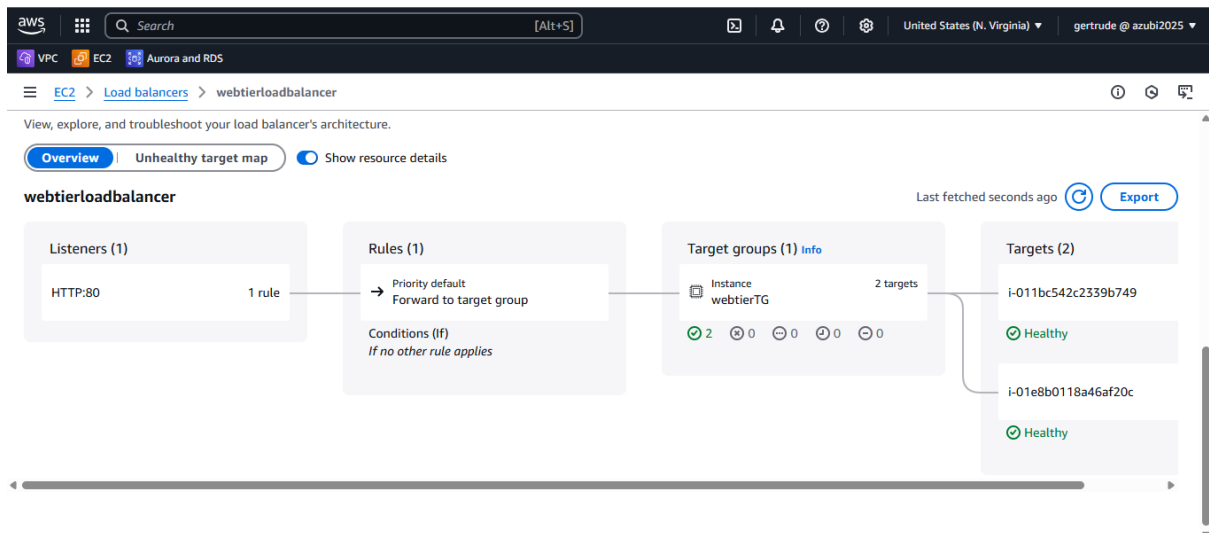 aws Search [Alt+S] United States (N. Virginia) ▼ gertrude @ azubi2025 ▼
VPC EC2 Aurora and RDS
EC2 > Load balancers > webtierloadbalancer
View, explore, and troubleshoot your load balancer's architecture.
Overview Unhealthy target map Show resource details
webtierloadbalancer Last fetched seconds ago Export
Listeners (1)
HTTP:80 1 rule
Rules (1)
Priority default
Forward to target group
Conditions (If)
If no other rule applies
Target groups (1) Info
Instance 2 targets
webtierTG
2 0 0 0 0
Targets (2)
i-011bc542c2339b749
Healthy
i-01e8b0118a46af20c
Healthy